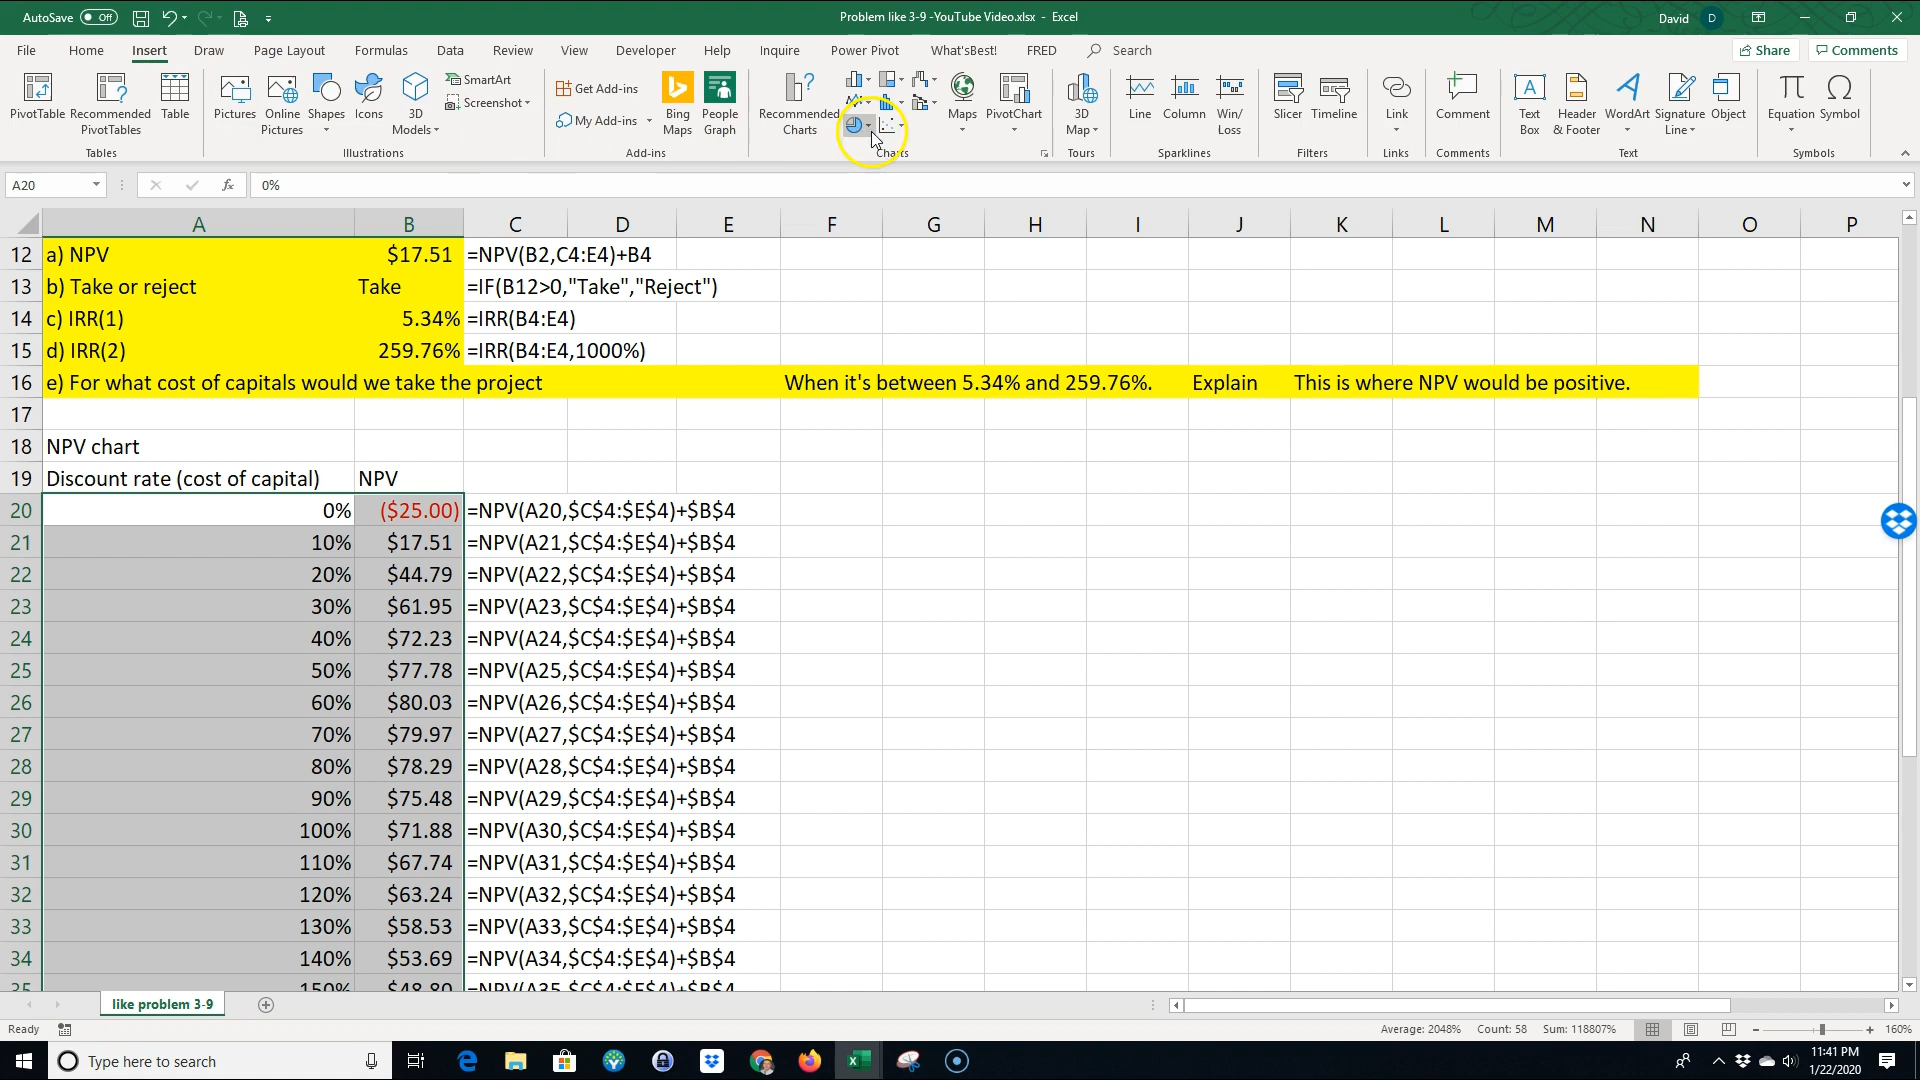 AutoSave Off
Problem like 3-9 -YouTube Video.xlsx - Excel
David D
File Home Insert Draw Page Layout Formulas Data Review View Developer Help Inquire Power Pivot What'sBest! FRED Search Share Comments
PivotTable Recommended PivotTables Table
Tables
Pictures Online Pictures Shapes Icons 3D Models SmartArt Screenshot
Illustrations
Get Add-ins My Add-ins Bing Maps People Graph
Add-ins
Recommended Charts Maps PivotChart
Charts
3D Map
Tours
Line Column Win/Loss
Sparklines
Slicer Timeline
Filters
Link
Links
Comment
Comments
Text Box Header & Footer WordArt Signature Line Object
Text
Equation Symbol
Symbols
A20 fx 0%
A B C D E F G H I J K L M N O P
12 a) NPV $17.51 =NPV(B2,C4:E4)+B4
13 b) Take or reject Take =IF(B12>0,"Take","Reject")
14 c) IRR(1) 5.34% =IRR(B4:E4)
15 d) IRR(2) 259.76% =IRR(B4:E4,1000%)
16 e) For what cost of capitals would we take the project When it's between 5.34% and 259.76%. Explain This is where NPV would be positive.
17
18 NPV chart
19 Discount rate (cost of capital) NPV
20 0% ($25.00) =NPV(A20,$C$4:$E$4)+$B$4
21 10% $17.51 =NPV(A21,$C$4:$E$4)+$B$4
22 20% $44.79 =NPV(A22,$C$4:$E$4)+$B$4
23 30% $61.95 =NPV(A23,$C$4:$E$4)+$B$4
24 40% $72.23 =NPV(A24,$C$4:$E$4)+$B$4
25 50% $77.78 =NPV(A25,$C$4:$E$4)+$B$4
26 60% $80.03 =NPV(A26,$C$4:$E$4)+$B$4
27 70% $79.97 =NPV(A27,$C$4:$E$4)+$B$4
28 80% $78.29 =NPV(A28,$C$4:$E$4)+$B$4
29 90% $75.48 =NPV(A29,$C$4:$E$4)+$B$4
30 100% $71.88 =NPV(A30,$C$4:$E$4)+$B$4
31 110% $67.74 =NPV(A31,$C$4:$E$4)+$B$4
32 120% $63.24 =NPV(A32,$C$4:$E$4)+$B$4
33 130% $58.53 =NPV(A33,$C$4:$E$4)+$B$4
34 140% $53.69 =NPV(A34,$C$4:$E$4)+$B$4
35 150% $48.80 =NPV(A35,$C$4:$E$4)+$B$4
like problem 3-9
Ready Average: 2048% Count: 58 Sum: 118807% 160%
Type here to search
11:41 PM
1/22/2020